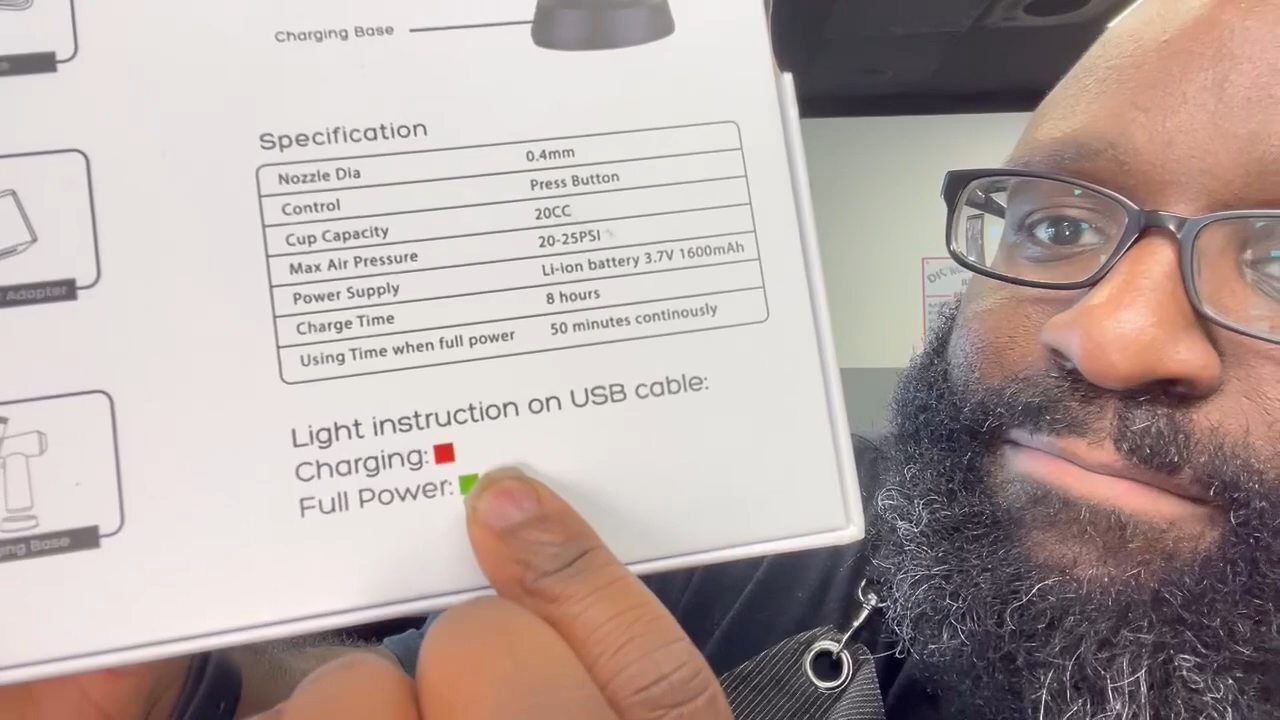 Charging Base
Specification
Nozzle Dia 0.4mm
Control Press Button
Cup Capacity 20CC
Max Air Pressure 20-25PSI
Power Supply Li-ion battery 3.7V 1600mAh
Charge Time 8 hours
Using Time when full power 50 minutes continously
Adapter
Light instruction on USB cable:
Charging:
Full Power:
Base